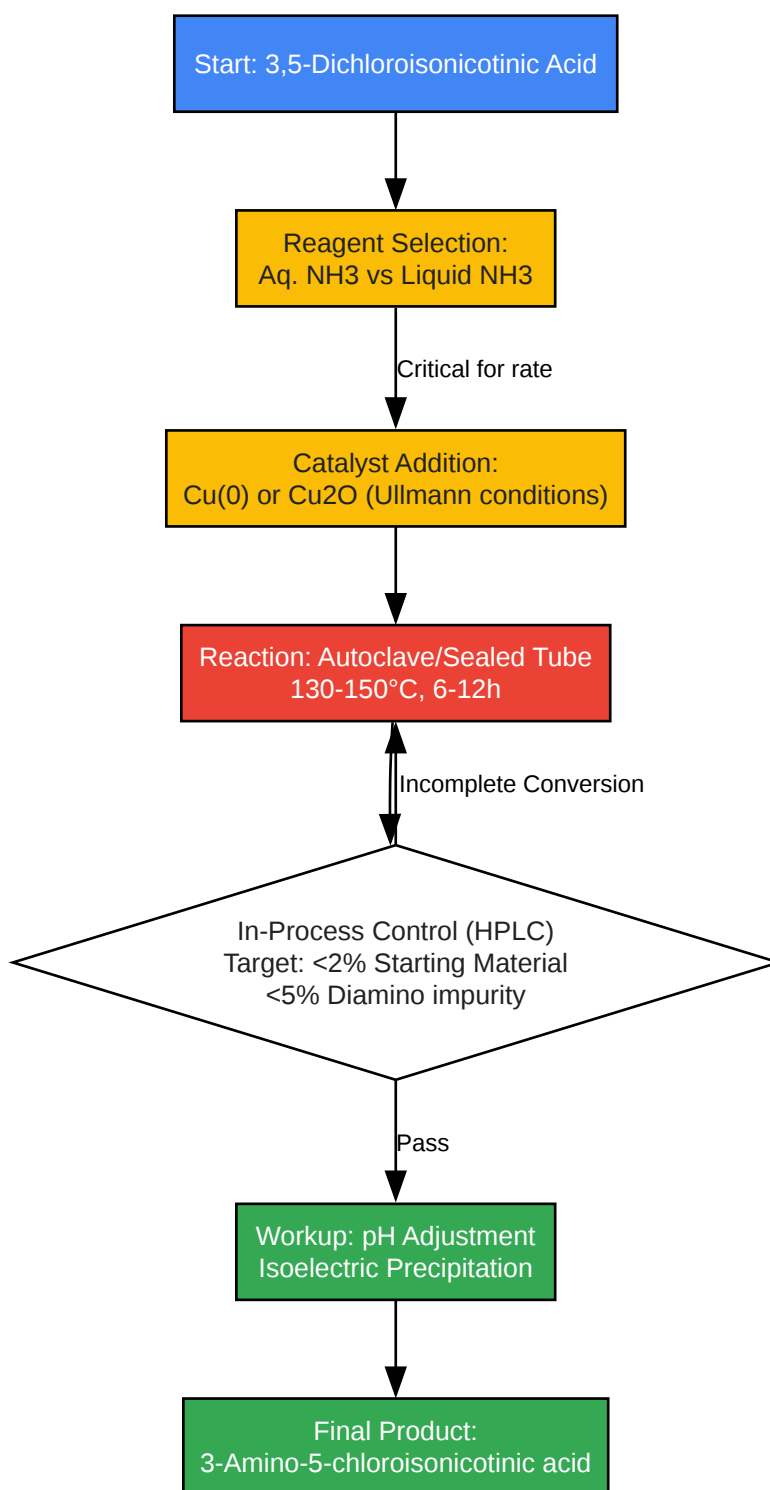 Start: 3,5-Dichloroisonicotinic Acid
Reagent Selection:
Aq. NH3 vs Liquid NH3
Critical for rate
Catalyst Addition:
Cu(0) or Cu2O (Ullmann conditions)
Reaction: Autoclave/Sealed Tube
130-150°C, 6-12h
Incomplete Conversion
In-Process Control (HPLC)
Target: <2% Starting Material
<5% Diamino impurity
Pass
Workup: pH Adjustment
Isoelectric Precipitation
Final Product:
3-Amino-5-chloroisonicotinic acid